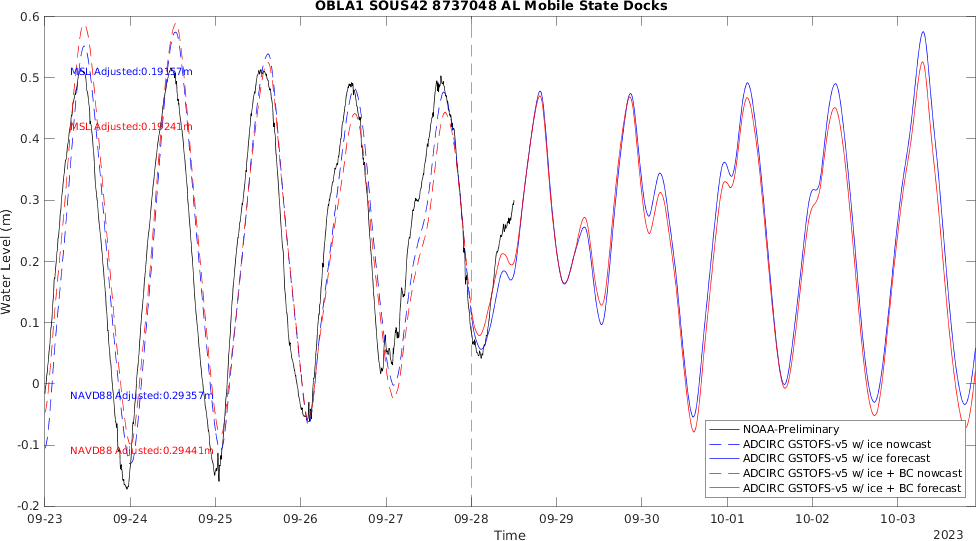 OBLA1 SOUS42 8737048 AL Mobile State Docks
Water Level (m)
0.6
0.5
0.4
0.3
0.2
0.1
0
-0.1
-0.2
MSL Adjusted:0.19157m
MSL Adjusted:0.19241m
NAVD88 Adjusted:0.29357m
NAVD88 Adjusted:0.29441m
NOAA-Preliminary
ADCIRC GSTOFS-v5 w/ ice nowcast
ADCIRC GSTOFS-v5 w/ ice forecast
ADCIRC GSTOFS-v5 w/ ice + BC nowcast
ADCIRC GSTOFS-v5 w/ ice + BC forecast
09-23 09-24 09-25 09-26 09-27 09-28 09-29 09-30 10-01 10-02 10-03
Time
2023